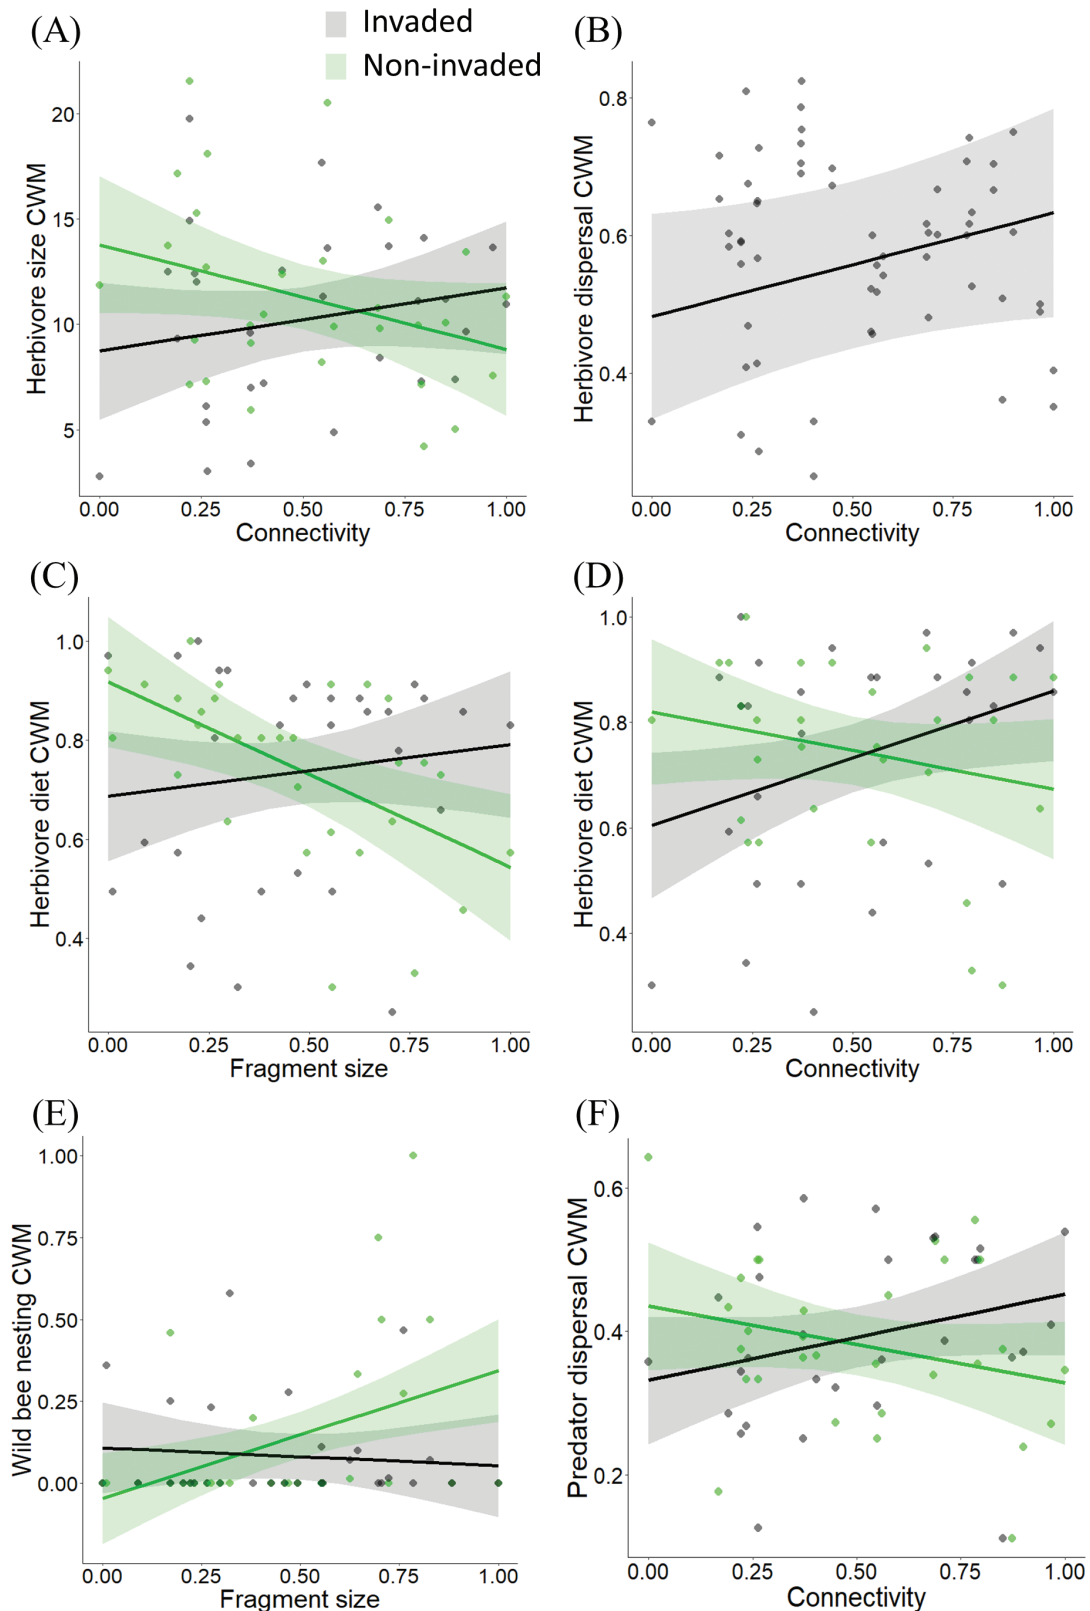 (A)
Invaded
Non-invaded
(B)
Herbivore size CWM
20
15
10
5
0.00 0.25 0.50 0.75 1.00
Connectivity
Herbivore dispersal CWM
0.8
0.6
0.4
0.00 0.25 0.50 0.75 1.00
Connectivity
(C)
Herbivore diet CWM
1.0
0.8
0.6
0.4
0.00 0.25 0.50 0.75 1.00
Fragment size
(D)
Herbivore diet CWM
1.0
0.8
0.6
0.4
0.00 0.25 0.50 0.75 1.00
Connectivity
(E)
Wild bee nesting CWM
1.00
0.75
0.50
0.25
0.00
0.00 0.25 0.50 0.75 1.00
Fragment size
(F)
Predator dispersal CWM
0.6
0.4
0.2
0.00 0.25 0.50 0.75 1.00
Connectivity